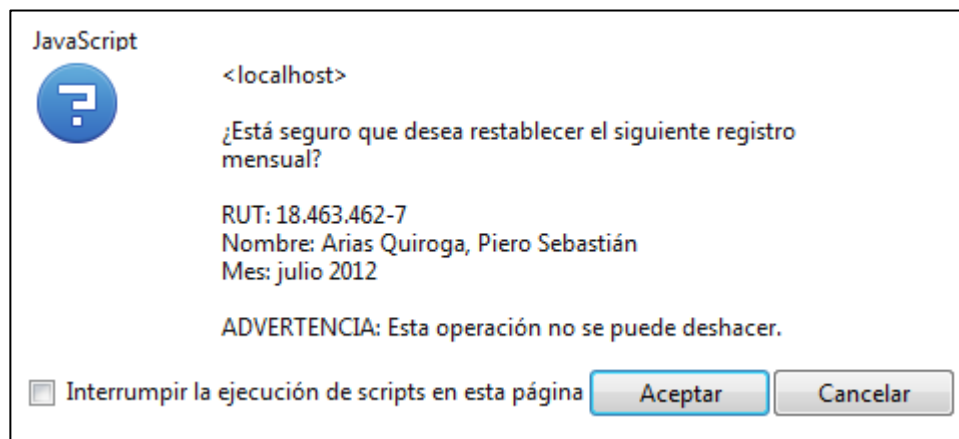 JavaScript
<localhost>
¿Está seguro que desea restablecer el siguiente registro
mensual?
RUT: 18.463.462-7
Nombre: Arias Quiroga, Piero Sebastián
Mes: julio 2012
ADVERTENCIA: Esta operación no se puede deshacer.
Interrumpir la ejecución de scripts en esta página Aceptar Cancelar